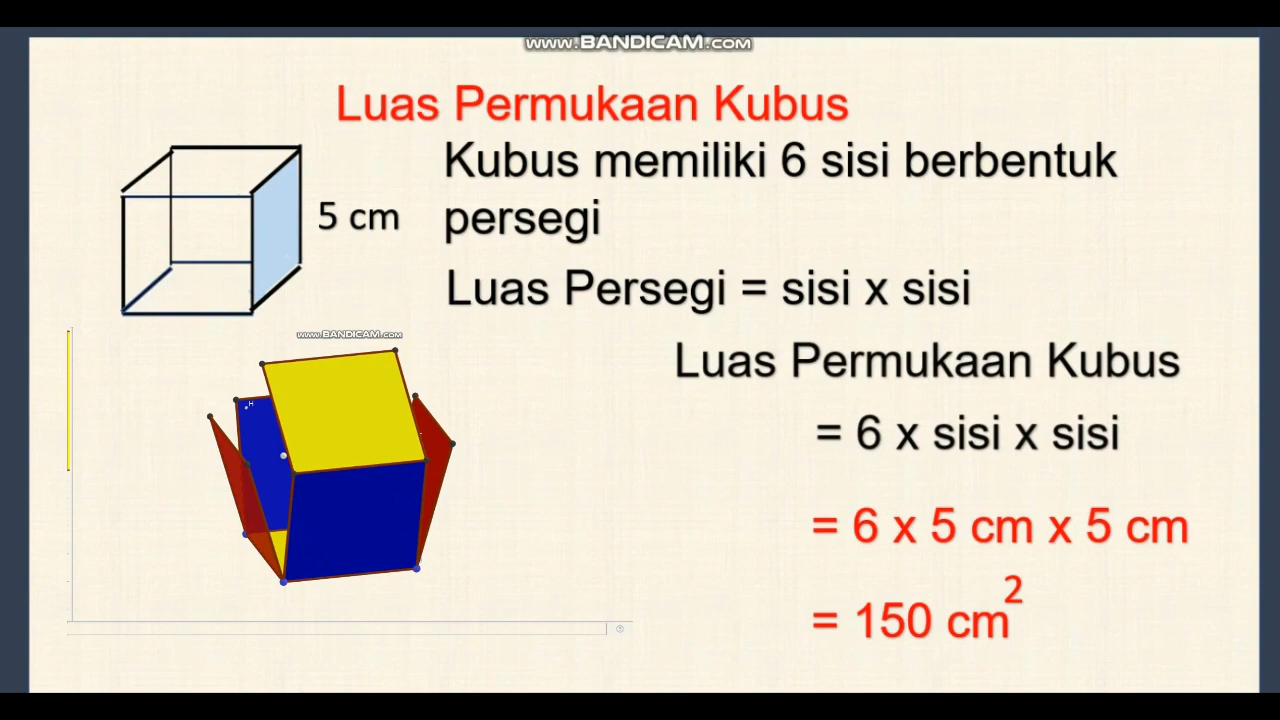 www.BANDICAM.com
Luas Permukaan Kubus
Kubus memiliki 6 sisi berbentuk
persegi
5 cm
Luas Persegi = sisi x sisi
www.BANDICAM.com
Luas Permukaan Kubus
= 6 x sisi x sisi
= 6 x 5 cm x 5 cm
= 150 cm²
H